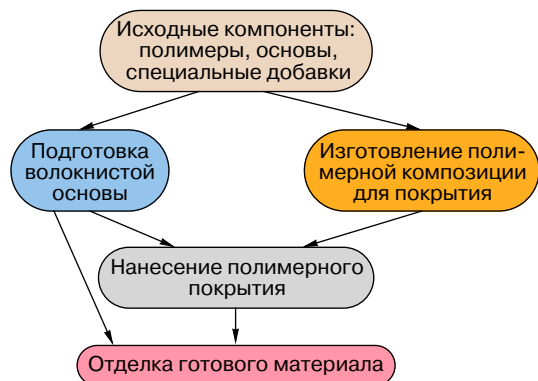 Исходные компоненты:
полимеры, основы,
специальные добавки
Подготовка
волокнистой
основы
Изготовление поли-
мерной композиции
для покрытия
Нанесение полимерного
покрытия
Отделка готового материала